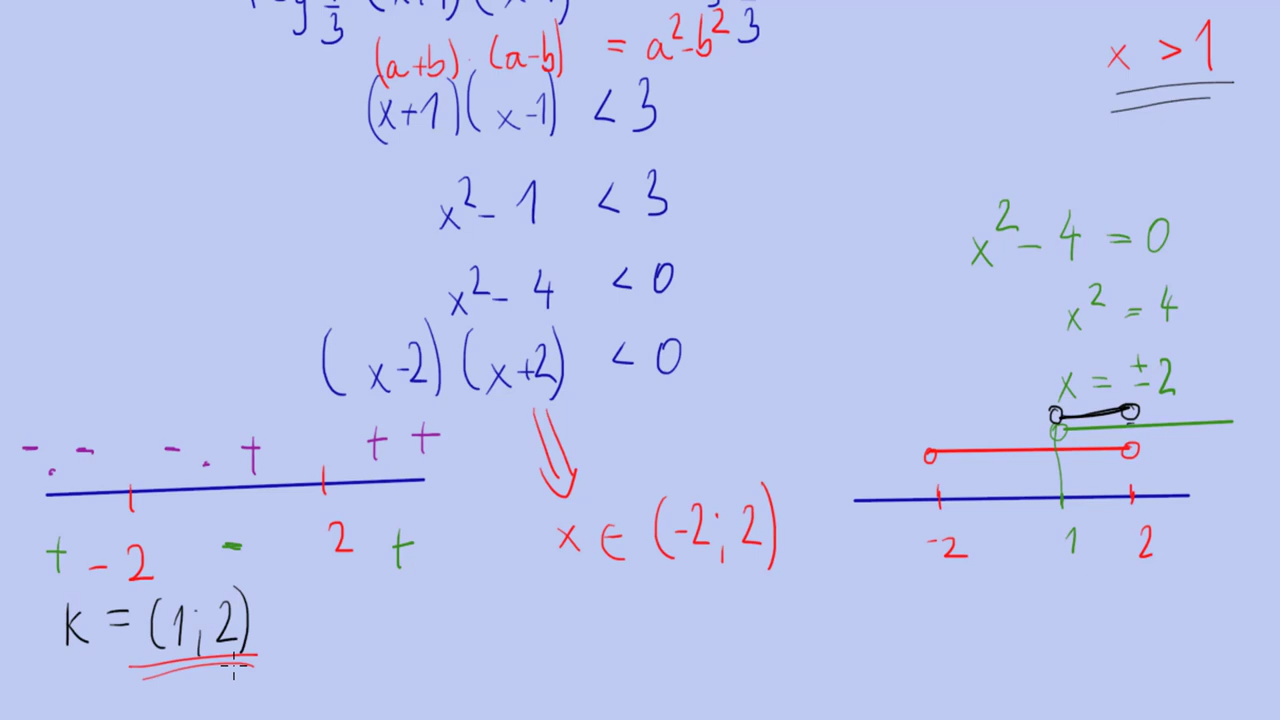 (a+b) · (a-b) = a²-b²
x > 1
(x+1)(x-1) < 3
x² - 1 < 3
x² - 4 < 0
(x-2)(x+2) < 0
x² - 4 = 0
x² = 4
x = ±2
- . - - . + + +
+ -2 - 2 +
x ∈ (-2; 2)
-2 1 2
K = (1; 2)